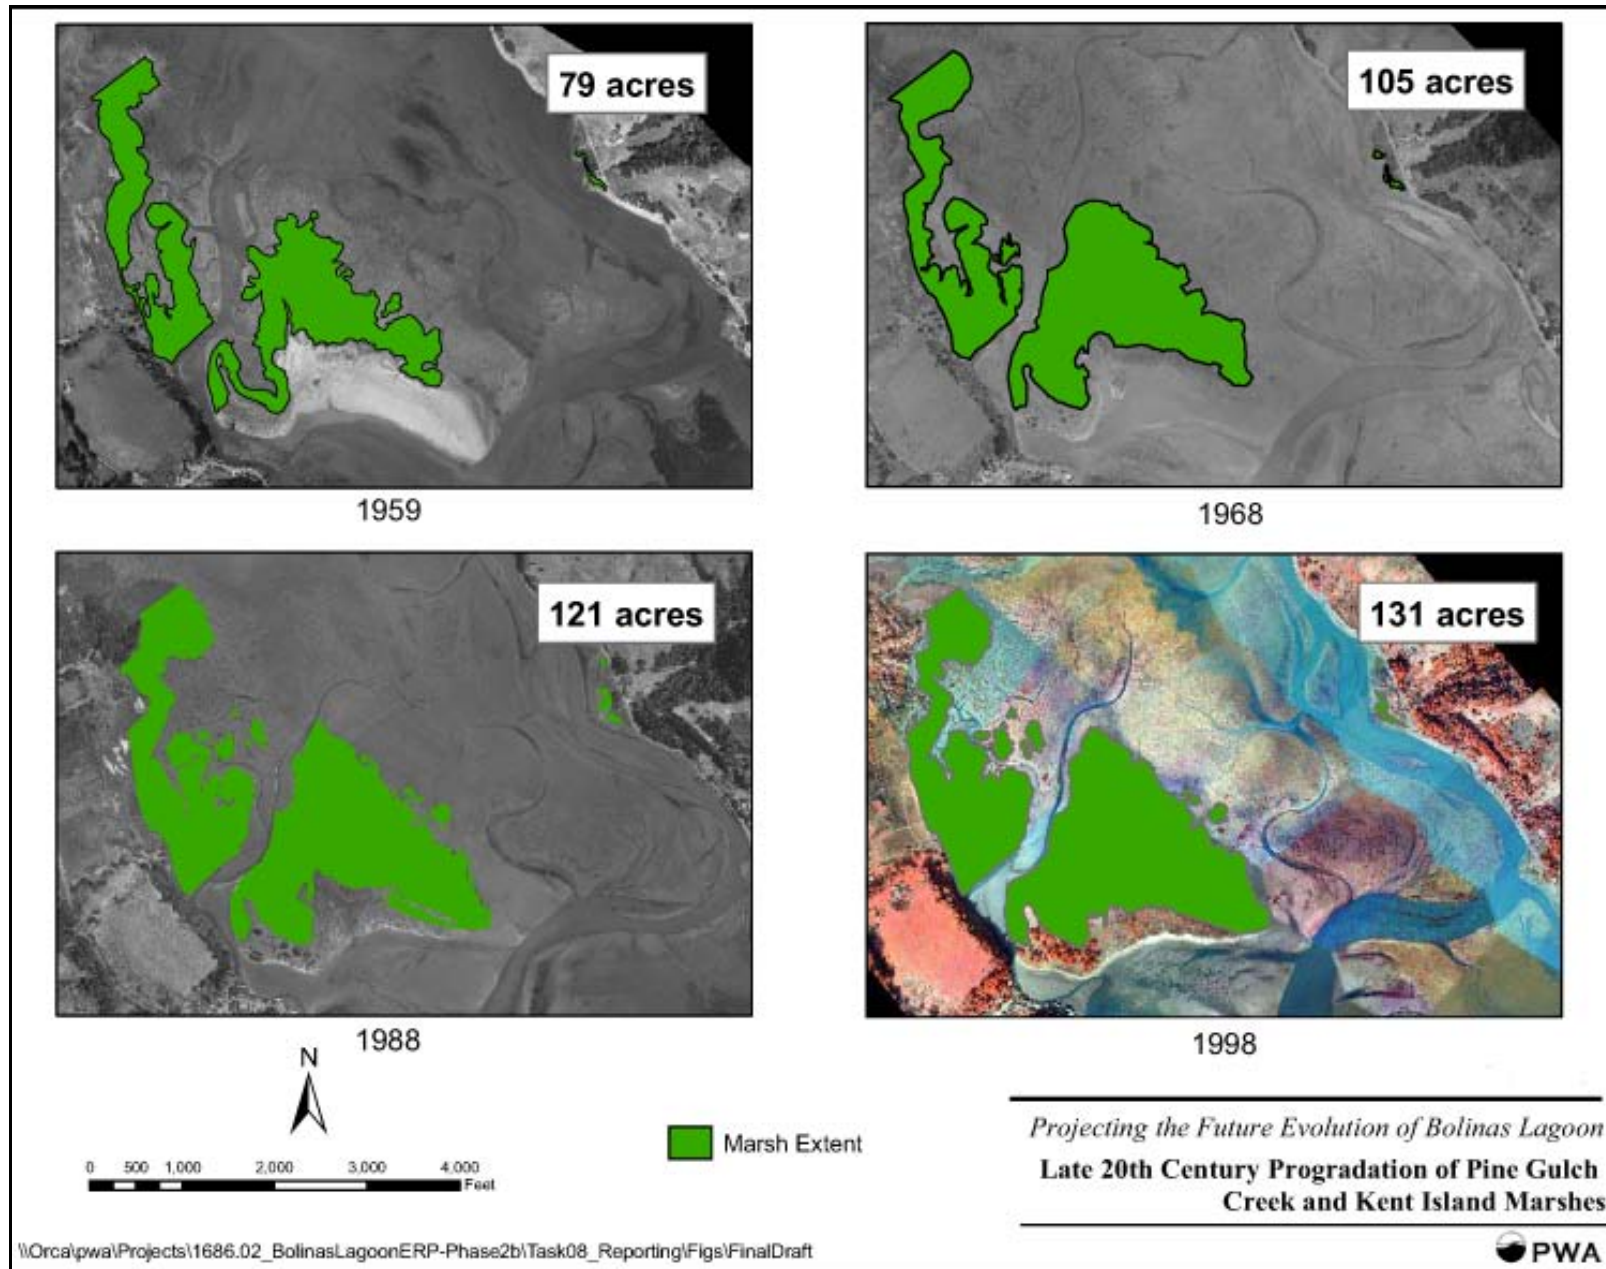 79 acres
105 acres
1959
1968
121 acres
131 acres
1988
1998
N
0 500 1,000 2,000 3,000 4,000
Feet
Marsh Extent
Projecting the Future Evolution of Bolinas Lagoon
Late 20th Century Progradation of Pine Gulch
Creek and Kent Island Marshes
\\Orca\pwa\Projects\1686.02_BolinasLagoonERP-Phase2b\Task08_Reporting\Figs\FinalDraft
PWA